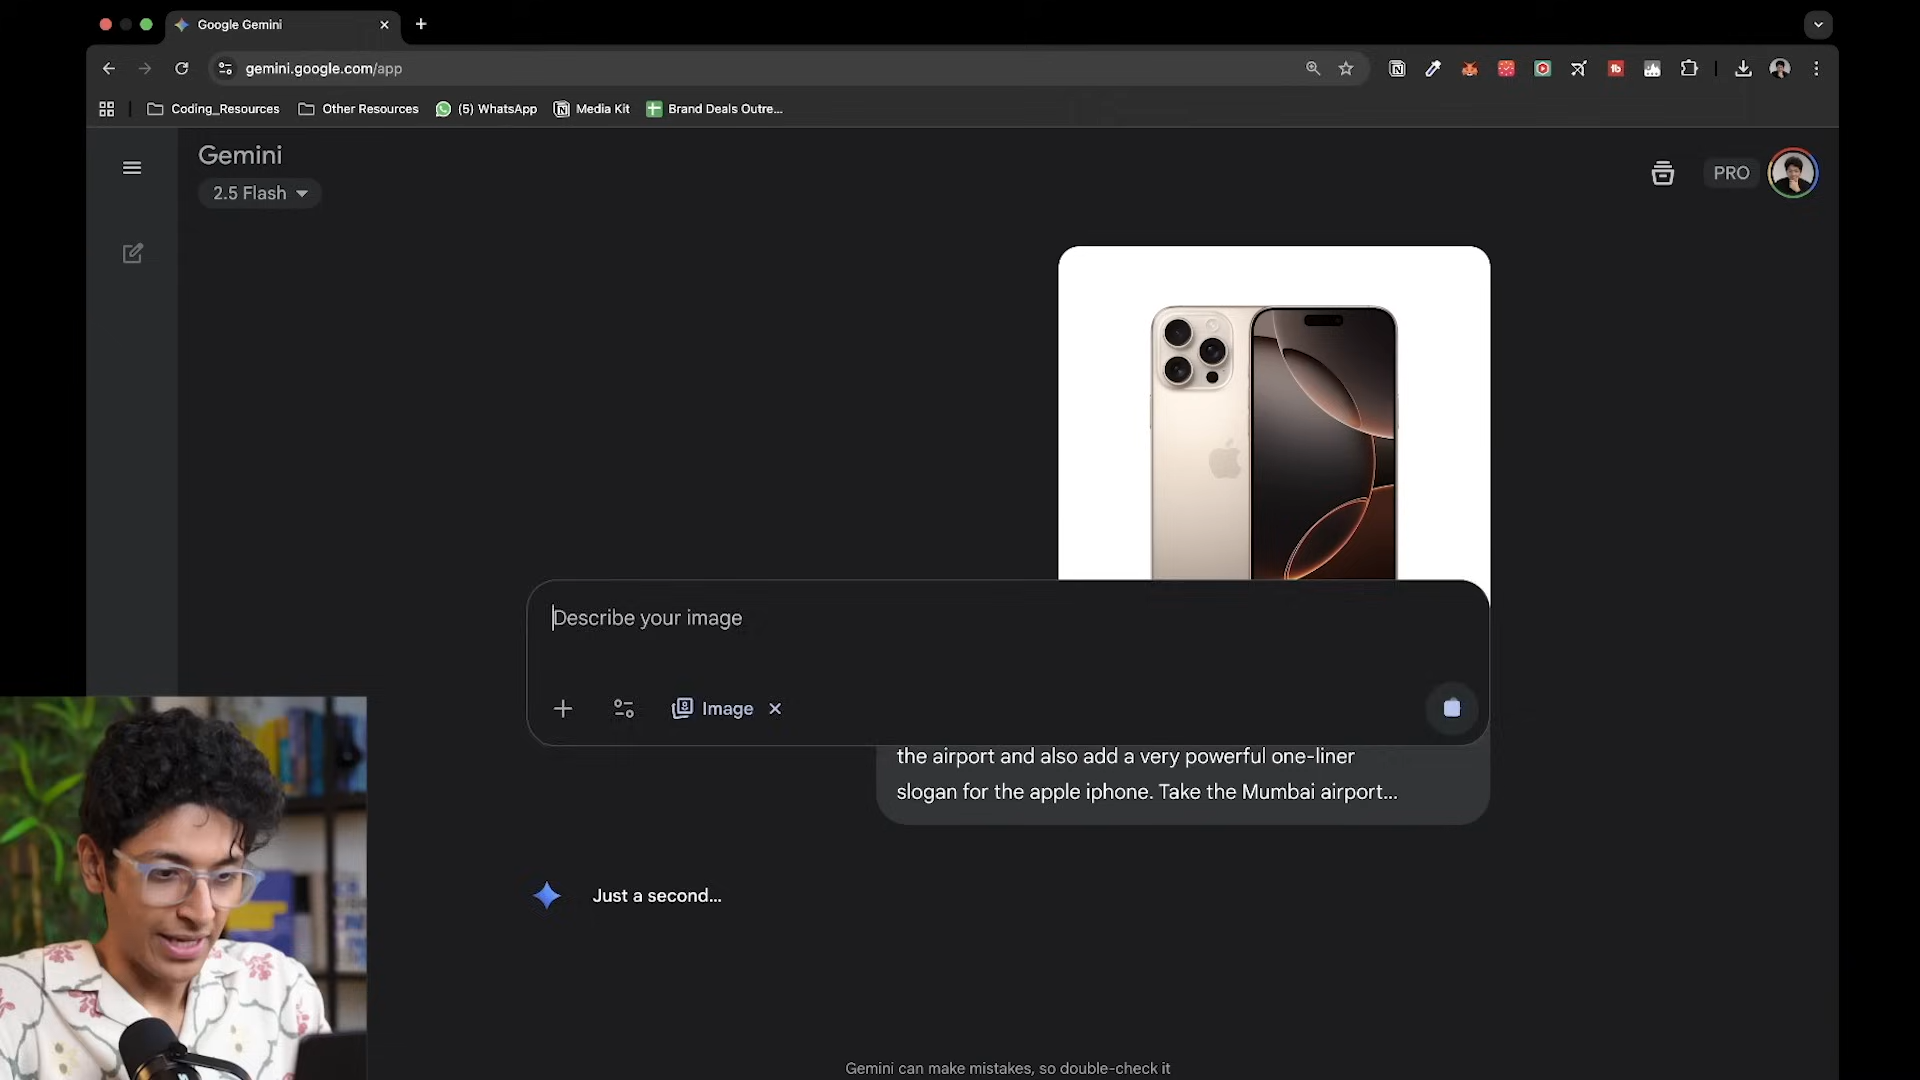 Google Gemini
gemini.google.com/app
Coding_Resources
Other Resources
(5) WhatsApp
Media Kit
Brand Deals Outre...
Gemini
2.5 Flash
PRO
Describe your image
Image
the airport and also add a very powerful one-liner
slogan for the apple iphone. Take the Mumbai airport...
Just a second...
Gemini can make mistakes, so double-check it